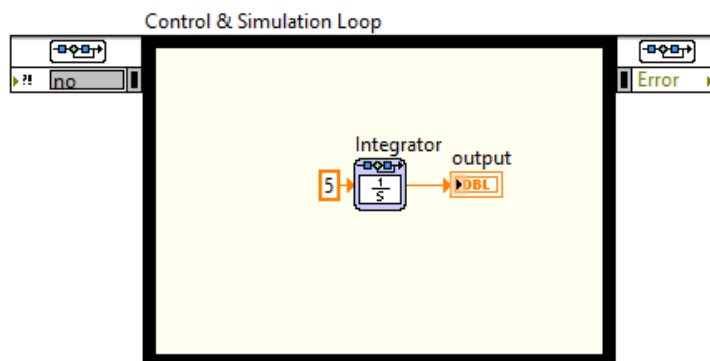 Control & Simulation Loop
?! no
Error
Integrator
output
5
1
s
DBL